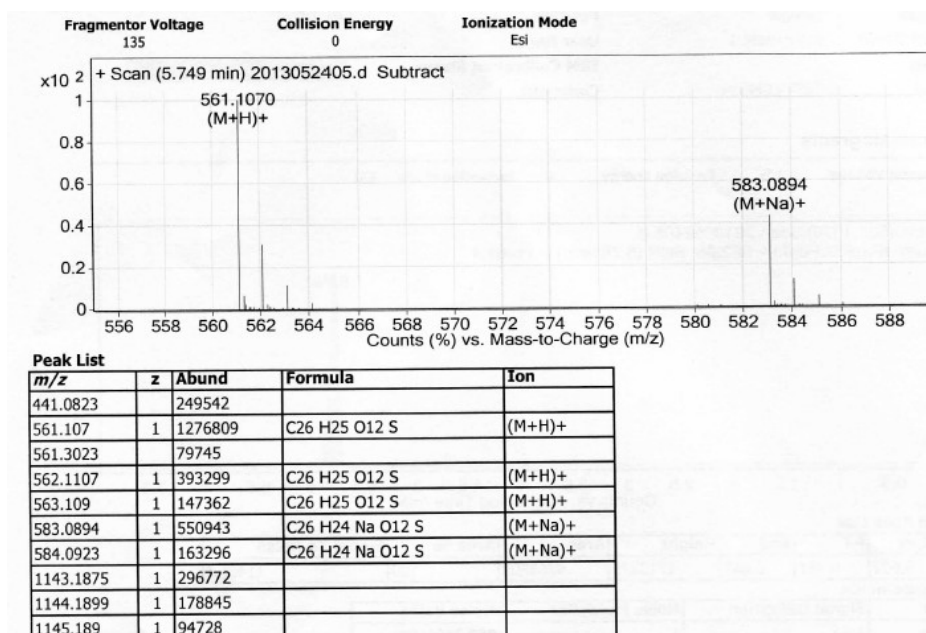 Fragmentor Voltage Collision Energy Ionization Mode
135 0 Esi
x10 2 + Scan (5.749 min) 2013052405.d Subtract
1
561.1070
(M+H)+
0.8
0.6
583.0894
(M+Na)+
0.4
0.2
0
556 558 560 562 564 566 568 570 572 574 576 578 580 582 584 586 588
Counts (%) vs. Mass-to-Charge (m/z)
Peak List
m/z z Abund Formula Ion
441.0823 249542
561.107 1 1276809 C26 H25 O12 S (M+H)+
561.3023 79745
562.1107 1 393299 C26 H25 O12 S (M+H)+
563.109 1 147362 C26 H25 O12 S (M+H)+
583.0894 1 550943 C26 H24 Na O12 S (M+Na)+
584.0923 1 163296 C26 H24 Na O12 S (M+Na)+
1143.1875 1 296772
1144.1899 1 178845
1145.189 1 94728